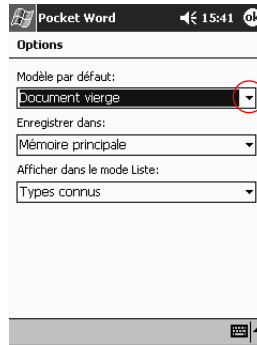 Pocket Word 15:41 ok
Options
Modèle par défaut:
Document vierge
Enregistrer dans:
Mémoire principale
Afficher dans le mode Liste:
Types connus